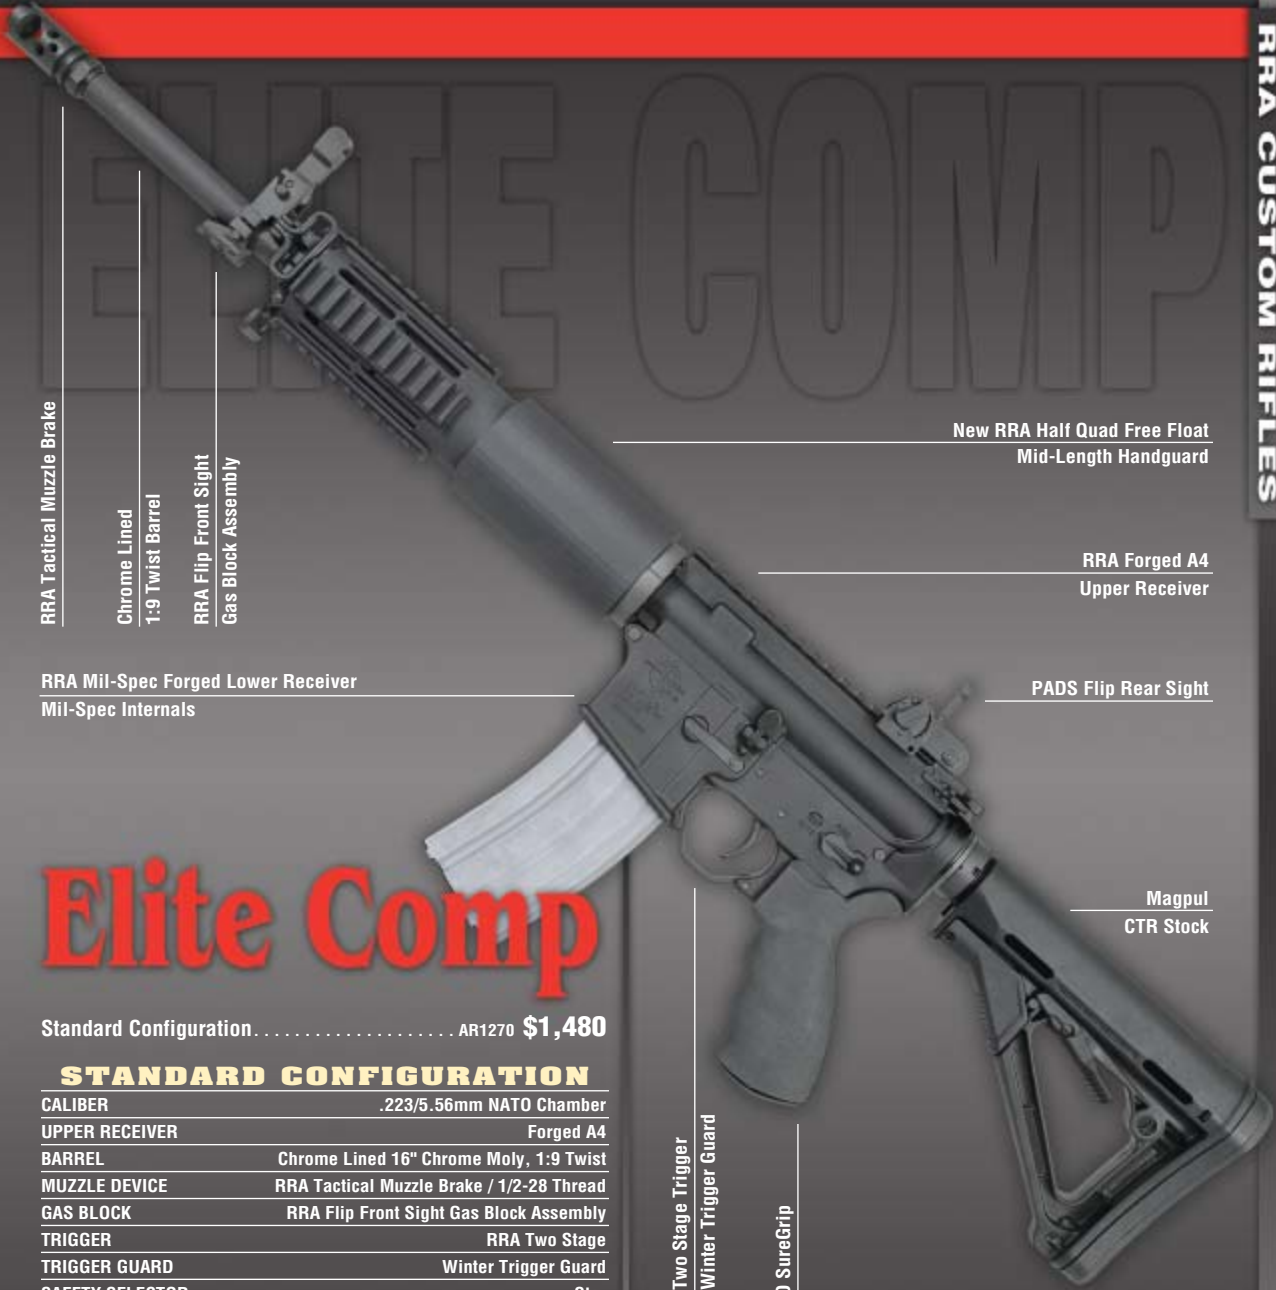 ELITE COMP
RRA CUSTOM RIFLES
RRA Tactical Muzzle Brake
Chrome Lined
1:9 Twist Barrel
RRA Flip Front Sight
Gas Block Assembly
New RRA Half Quad Free Float
Mid-Length Handguard
RRA Forged A4
Upper Receiver
RRA Mil-Spec Forged Lower Receiver
Mil-Spec Internals
PADS Flip Rear Sight
Magpul
CTR Stock
Elite Comp
Standard Configuration. . . . . . . . . . . . . . . . . . . . AR1270 $1,480
STANDARD CONFIGURATION
CALIBER .223/5.56mm NATO Chamber
UPPER RECEIVER Forged A4
BARREL Chrome Lined 16" Chrome Moly, 1:9 Twist
MUZZLE DEVICE RRA Tactical Muzzle Brake / 1/2-28 Thread
GAS BLOCK RRA Flip Front Sight Gas Block Assembly
TRIGGER RRA Two Stage
TRIGGER GUARD Winter Trigger Guard
SAFETY SELECTOR
Two Stage Trigger
Winter Trigger Guard
SureGrip